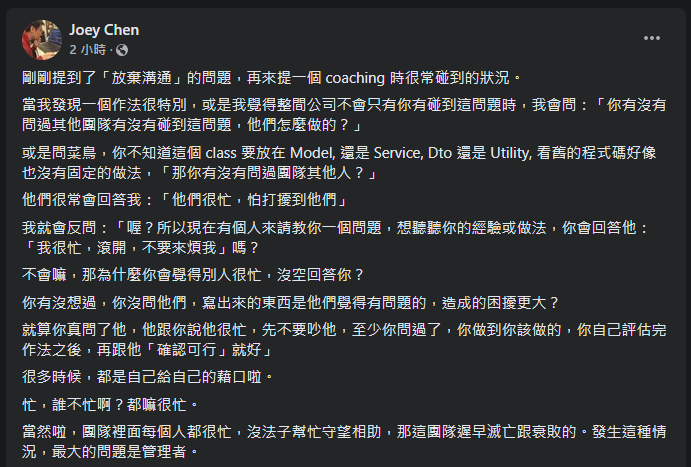 Joey Chen
2 小時 ·
剛剛提到了「放棄溝通」的問題，再來提一個 coaching 時很常碰到的狀況。
當我發現一個作法很特別，或是我覺得整間公司不會只有你有碰到這問題時，我會問：「你有沒有
問過其他團隊有沒有碰到這問題，他們怎麼做的？」
或是問菜鳥，你不知道這個 class 要放在 Model, 還是 Service, Dto 還是 Utility, 看舊的程式碼好像
也沒有固定的做法，「那你有沒有問過團隊其他人？」
他們很常會回答我：「他們很忙，怕打擾到他們」
我就會反問：「喔？所以現在有個人來請教你一個問題，想聽聽你的經驗或做法，你會回答他：
「我很忙，滾開，不要來煩我」嗎？
不會嘛，那為什麼你會覺得別人很忙，沒空回答你？
你有沒想過，你沒問他們，寫出來的東西是他們覺得有問題的，造成的困擾更大？
就算你真問了他，他跟你說他很忙，先不要吵他，至少你問過了，你做到你該做的，你自己評估完
作法之後，再跟他「確認可行」就好」
很多時候，都是自己給自己的藉口啦。
忙，誰不忙啊？都嘛很忙。
當然啦，團隊裡面每個人都很忙，沒法子幫忙守望相助，那這團隊遲早滅亡跟衰敗的。發生這種情
況，最大的問題是管理者。